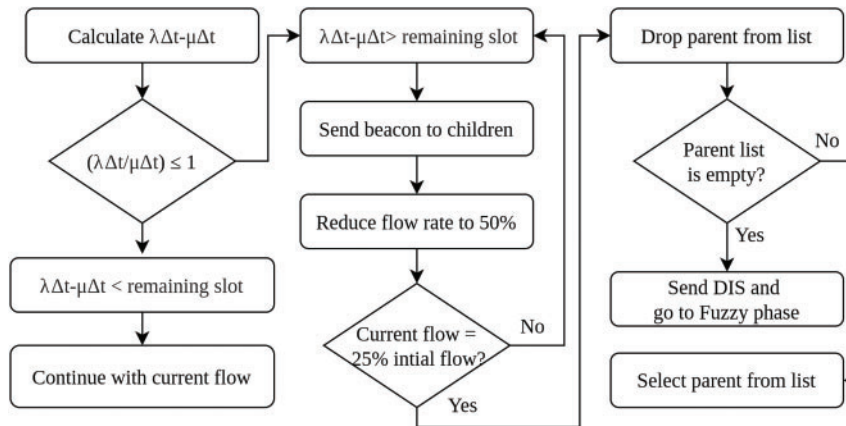 Calculate λΔt-μΔt
(λΔt/μΔt) ≤ 1
λΔt-μΔt < remaining slot
Continue with current flow
λΔt-μΔt> remaining slot
Send beacon to children
Reduce flow rate to 50%
Current flow =
25% intial flow?
No
Yes
Drop parent from list
Parent list
is empty?
No
Yes
Send DIS and
go to Fuzzy phase
Select parent from list